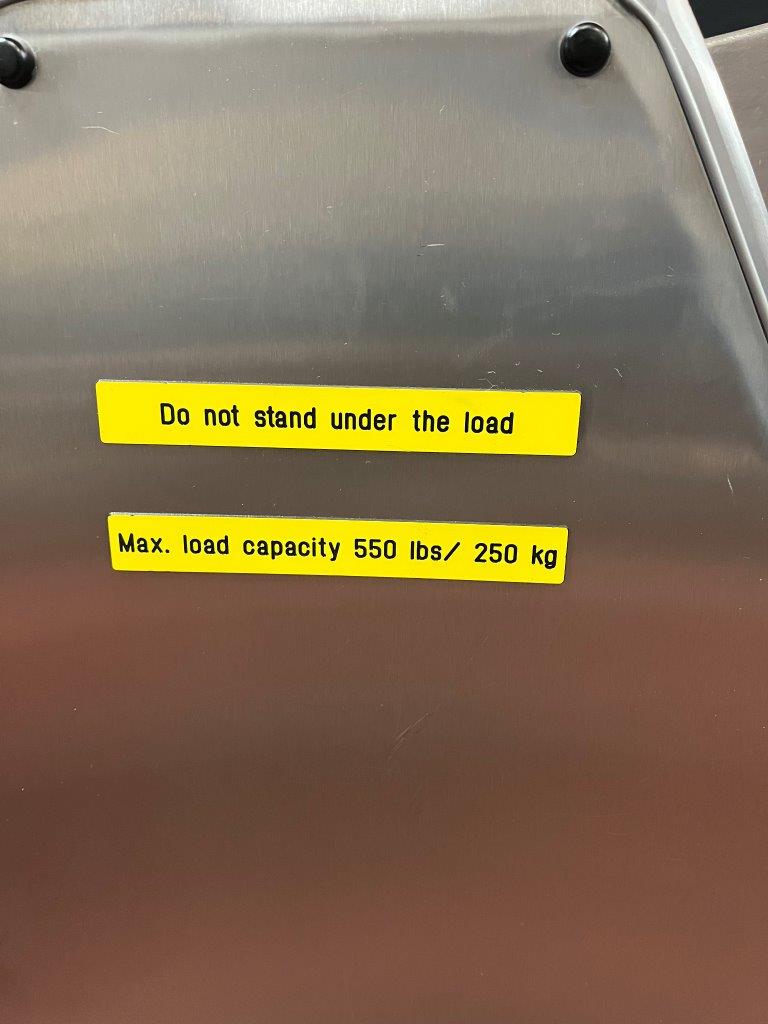 Do not stand under the load
Max. load capacity 550 lbs/ 250 kg